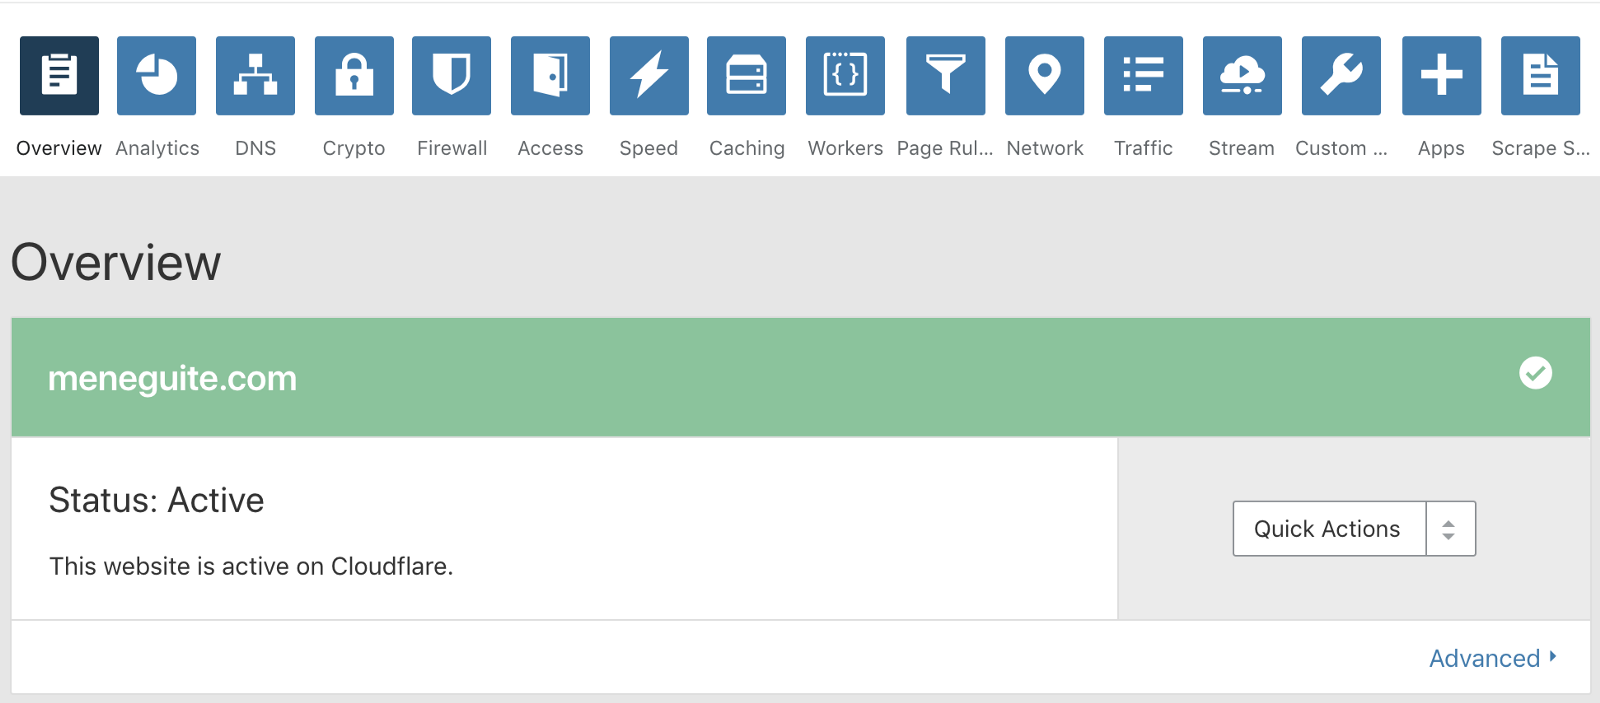 Overview Analytics DNS Crypto Firewall Access Speed Caching Workers Page Rul... Network Traffic Stream Custom ... Apps Scrape S...
Overview
meneguite.com
Status: Active
Quick Actions
This website is active on Cloudflare.
Advanced